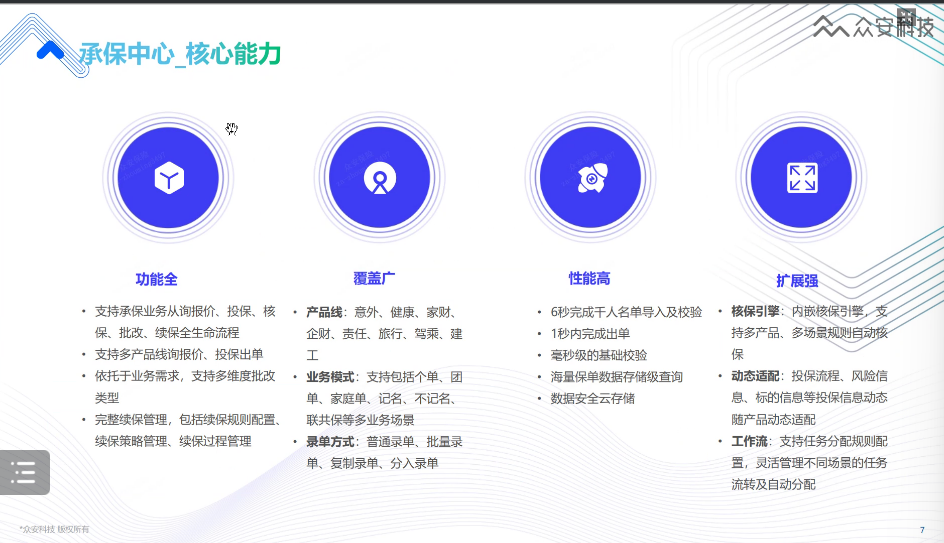 承保中心_核心能力
众安科技
功能全
• 支持承保业务从询报价、投保、核
保、批改、续保全生命流程
• 支持多产品线询报价、投保出单
• 依托于业务需求，支持多维度批改
类型
• 完整续保管理，包括续保规则配置、
续保策略管理、续保过程管理
覆盖广
• 产品线：意外、健康、家财、
企财、责任、旅行、驾乘、建
工
• 业务模式：支持包括个单、团
单、家庭单、记名、不记名、
联共保等多业务场景
• 录单方式：普通录单、批量录
单、复制录单、分入录单
性能高
• 6秒完成千人名单导入及校验
• 1秒内完成出单
• 毫秒级的基础校验
• 海量保单数据存储级查询
• 数据安全云存储
扩展强
• 核保引擎：内嵌核保引擎，支
持多产品、多场景规则自动核
保
• 动态适配：投保流程、风险信
息、标的信息等投保信息动态
随产品动态适配
• 工作流：支持任务分配规则配
置，灵活管理不同场景的任务
流转及自动分配
*众安科技 版权所有
7